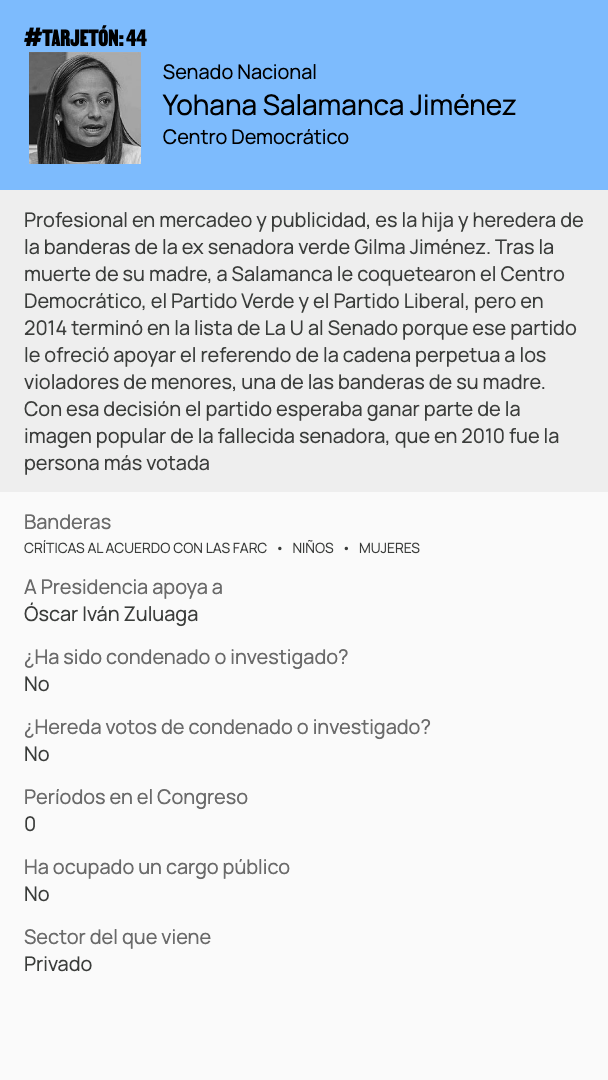 #TARJETÓN: 44
Senado Nacional
Yohana Salamanca Jiménez
Centro Democrático
Profesional en mercadeo y publicidad, es la hija y heredera de
la banderas de la ex senadora verde Gilma Jiménez. Tras la
muerte de su madre, a Salamanca le coquetearon el Centro
Democrático, el Partido Verde y el Partido Liberal, pero en
2014 terminó en la lista de La U al Senado porque ese partido
le ofreció apoyar el referendo de la cadena perpetua a los
violadores de menores, una de las banderas de su madre.
Con esa decisión el partido esperaba ganar parte de la
imagen popular de la fallecida senadora, que en 2010 fue la
persona más votada
Banderas
CRÍTICAS AL ACUERDO CON LAS FARC • NIÑOS • MUJERES
A Presidencia apoya a
Óscar Iván Zuluaga
¿Ha sido condenado o investigado?
No
¿Hereda votos de condenado o investigado?
No
Períodos en el Congreso
0
Ha ocupado un cargo público
No
Sector del que viene
Privado